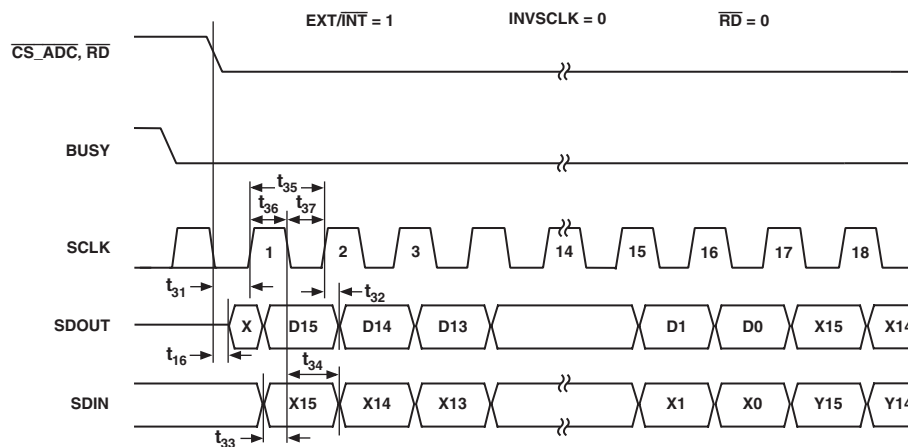 EXT/INT = 1 INVSCLK = 0 RD = 0
CS_ADC, RD
BUSY
t35
t36 t37
SCLK 1 2 3 14 15 16 17 18
t31 t32
SDOUT X D15 D14 D13 D1 D0 X15 X14
t16 t34
SDIN X15 X14 X13 X1 X0 Y15 Y14
t33